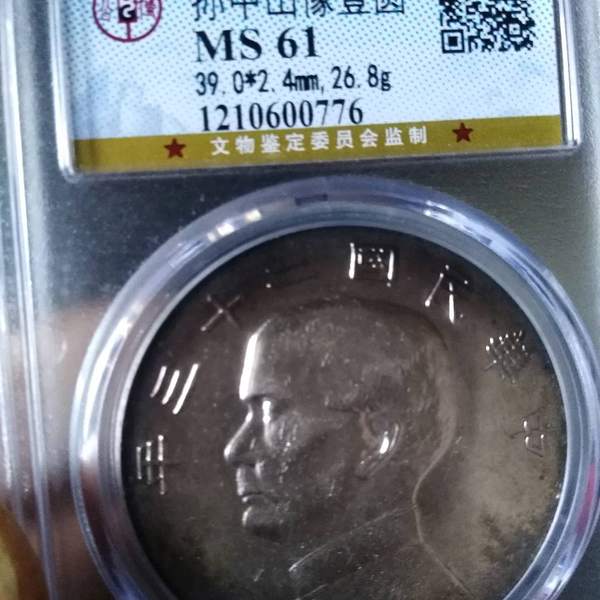 孙中山像壹圆
MS 61
39.0*2.4mm,26.8g
1210600776
文物鉴定委员会监制
中華民國二十三年